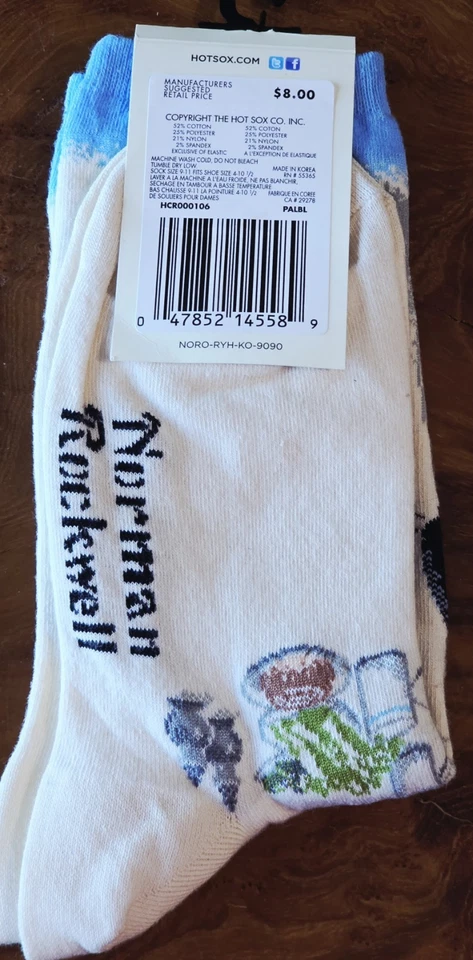 HOTSOX.COM
MANUFACTURERS
SUGGESTED
RETAIL PRICE
$8.00
COPYRIGHT THE HOT SOX CO. INC.
52% COTTON 52% COTON
25% POLYESTER 25% POLYESTER
21% NYLON 21% NYLON
2% SPANDEX 2% SPANDEX
EXCLUSIVE OF ELASTIC A L'EXCEPTION DE ELASTIQUE
MACHINE WASH COLD, DO NOT BLEACH
TUMBLE DRY LOW MADE IN KOREA
SOCK SIZE 9-11 FITS SHOE SIZE 4-10 1/2 RN # 55365
LAVER A LA MACHINE A L'EAU FROIDE, NE PAS BLANCHIR,
SECHAGE EN TAMBOUR A BASSE TEMPERATURE FABRIQUE EN COREE
BAS CHAUSSE 9-11 LA POINTURE 4-10 1/2 CA # 29278
DE SOULIERS POUR DAMES
HCR000106 PALBL
0 47852 14558 9
NORO-RYH-KO-9090
Norman
Rockwell